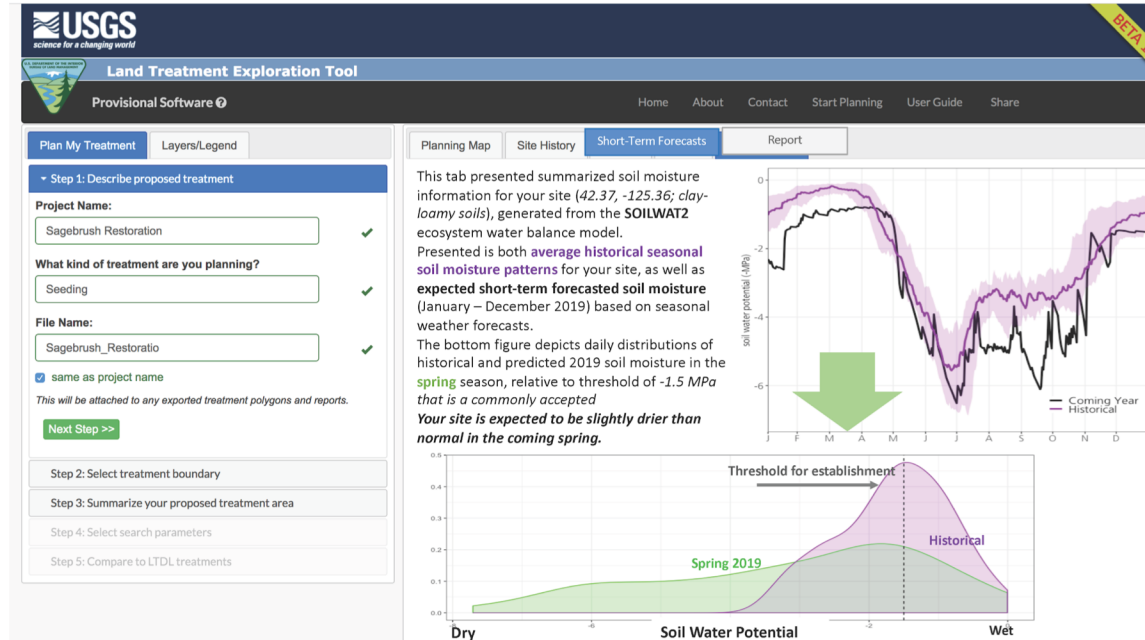 USGS
science for a changing world
BETA
U.S. DEPARTMENT OF THE INTERIOR
Land Treatment Exploration Tool
Provisional Software ?
Home About Contact Start Planning User Guide Share
Plan My Treatment Layers/Legend
Step 1: Describe proposed treatment
Project Name:
Sagebrush Restoration
What kind of treatment are you planning?
Seeding
File Name:
Sagebrush_Restoratio
same as project name
This will be attached to any exported treatment polygons and reports.
Next Step >>
Step 2: Select treatment boundary
Step 3: Summarize your proposed treatment area
Step 4: Select search parameters
Step 5: Compare to LTDL treatments
Planning Map Site History Short-Term Forecasts Report
This tab presented summarized soil moisture
information for your site (42.37, -125.36; clay-
loamy soils), generated from the SOILWAT2
ecosystem water balance model.
Presented is both average historical seasonal
soil moisture patterns for your site, as well as
expected short-term forecasted soil moisture
(January – December 2019) based on seasonal
weather forecasts.
The bottom figure depicts daily distributions of
historical and predicted 2019 soil moisture in the
spring season, relative to threshold of -1.5 MPa
that is a commonly accepted
Your site is expected to be slightly drier than
normal in the coming spring.
soil water potential (-MPa)
0
-2
-4
-6
J F M A M J J A S O N D
Coming Year
Historical
0.5
0.4
0.3
0.2
0.1
0.0
Threshold for establishment
Historical
Spring 2019
-8 -6 -2
Dry Soil Water Potential Wet